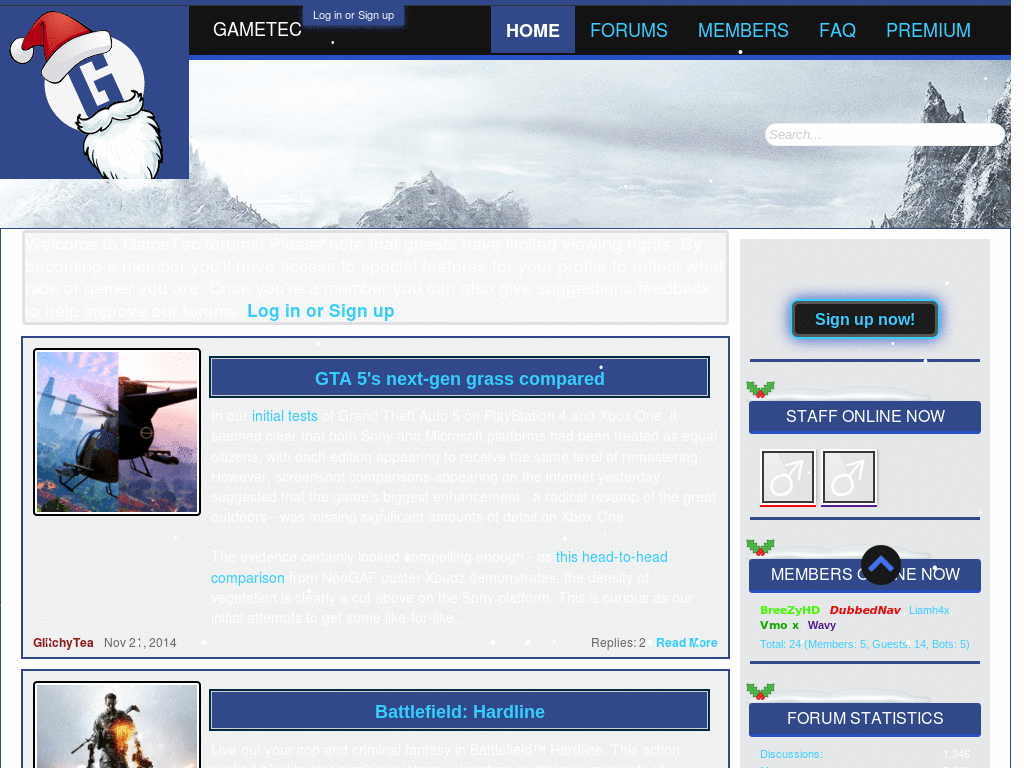 Log in or Sign up
GAMETEC
HOME FORUMS MEMBERS FAQ PREMIUM
G
Search...
Welcome to GameTec forums! Please note that guests have limited viewing rights. By
becoming a member you'll have access to special features for your profile to reflect what
type of gamer you are. Once you're a member you can also give suggestions/feedback
to help improve our forums. Log in or Sign up
Sign up now!
GTA 5's next-gen grass compared
In our initial tests of Grand Theft Auto 5 on PlayStation 4 and Xbox One, it
seemed clear that both Sony and Microsoft platforms had been treated as equal
citizens, with each edition appearing to receive the same level of remastering.
However, screenshot comparisons appearing on the internet yesterday
suggested that the game's biggest enhancement - a radical revamp of the great
outdoors - was missing significant amounts of detail on Xbox One.
The evidence certainly looked compelling enough - as this head-to-head
comparison from NeoGAF poster Xbudz demonstrates, the density of
vegetation is clearly a cut above on the Sony platform. This is curious as our
initial attempts to get some like-for-like...
GlitchyTea Nov 21, 2014 Replies: 2 Read More
STAFF ONLINE NOW
MEMBERS ONLINE NOW
BreeZyHD DubbedNav Liamh4x
Vmo x Wavy
Total: 24 (Members: 5, Guests: 14, Bots: 5)
Battlefield: Hardline
Live out your cop and criminal fantasy in Battlefield™ Hardline. This action-
FORUM STATISTICS
Discussions: 1,346